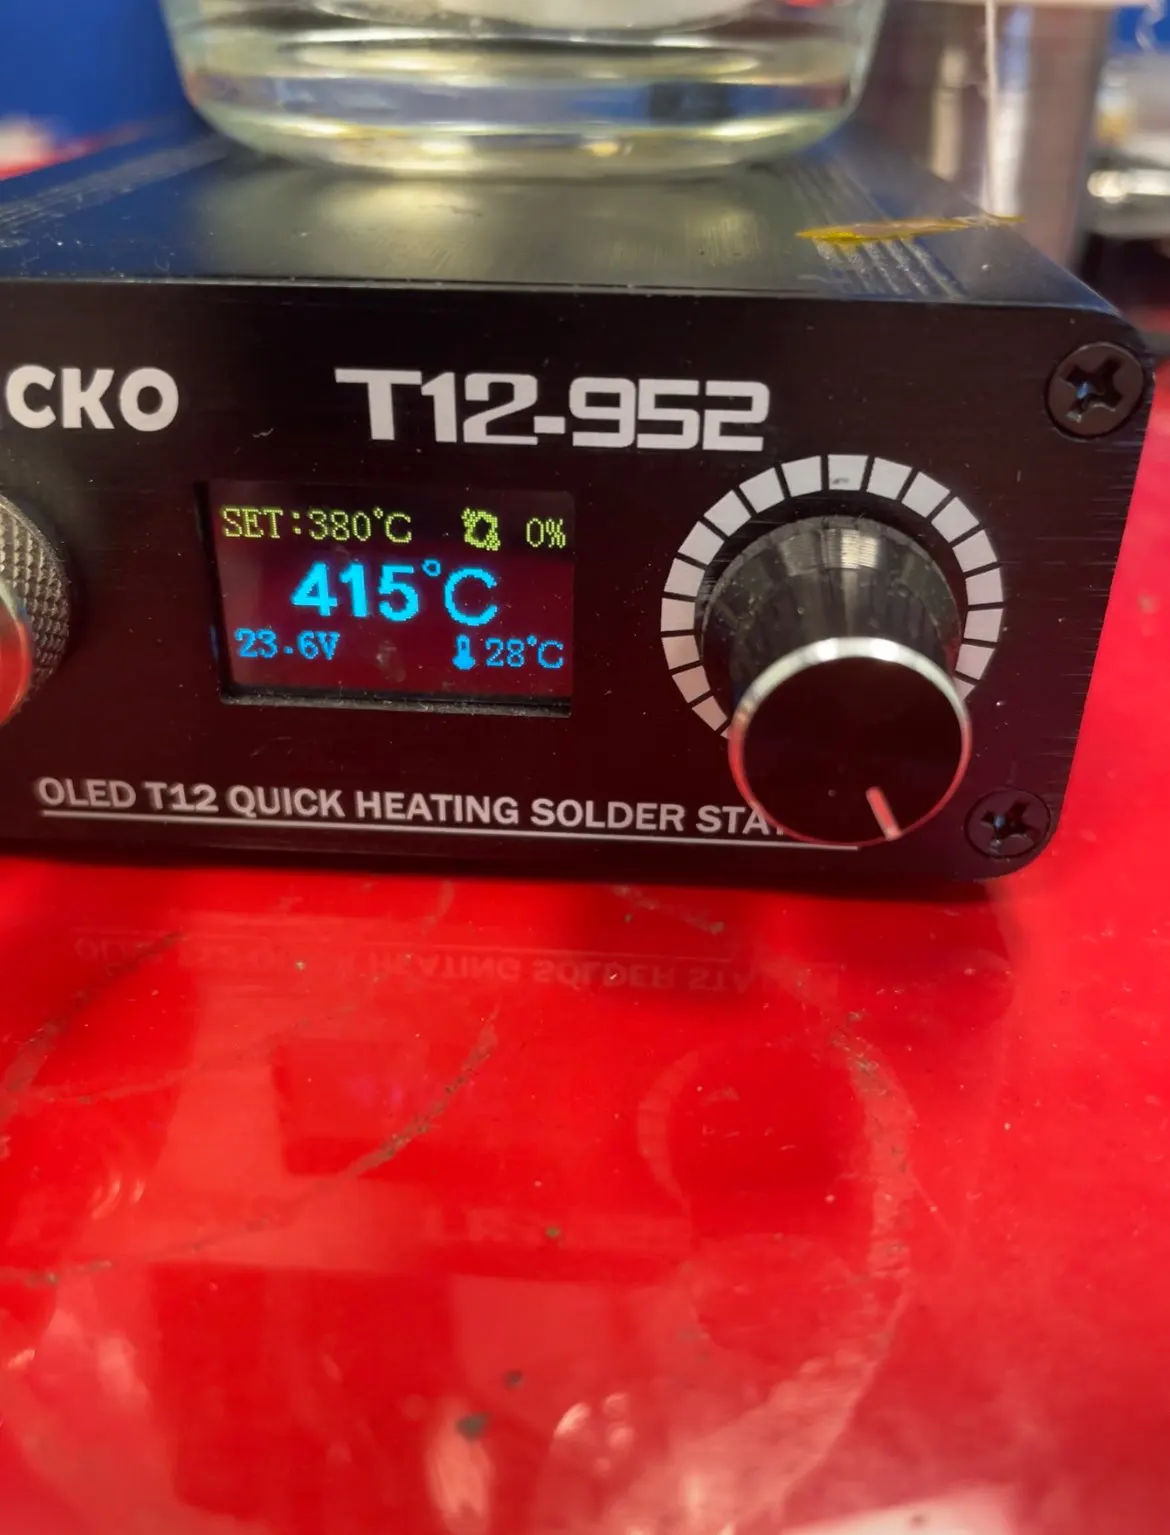 CKO T12-952
SET:380°C 0%
415°C
23.6V 28°C
OLED T12 QUICK HEATING SOLDER STA